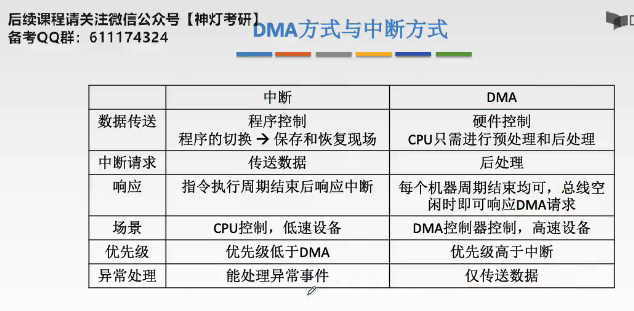 后续课程请关注微信公众号【神灯考研】
备考QQ群：611174324
DMA方式与中断方式
中断 DMA
数据传送 程序控制 硬件控制
程序的切换 → 保存和恢复现场 CPU只需进行预处理和后处理
中断请求 传送数据 后处理
响应 指令执行周期结束后响应中断 每个机器周期结束均可，总线空
闲时即可响应DMA请求
场景 CPU控制，低速设备 DMA控制器控制，高速设备
优先级 优先级低于DMA 优先级高于中断
异常处理 能处理异常事件 仅传送数据